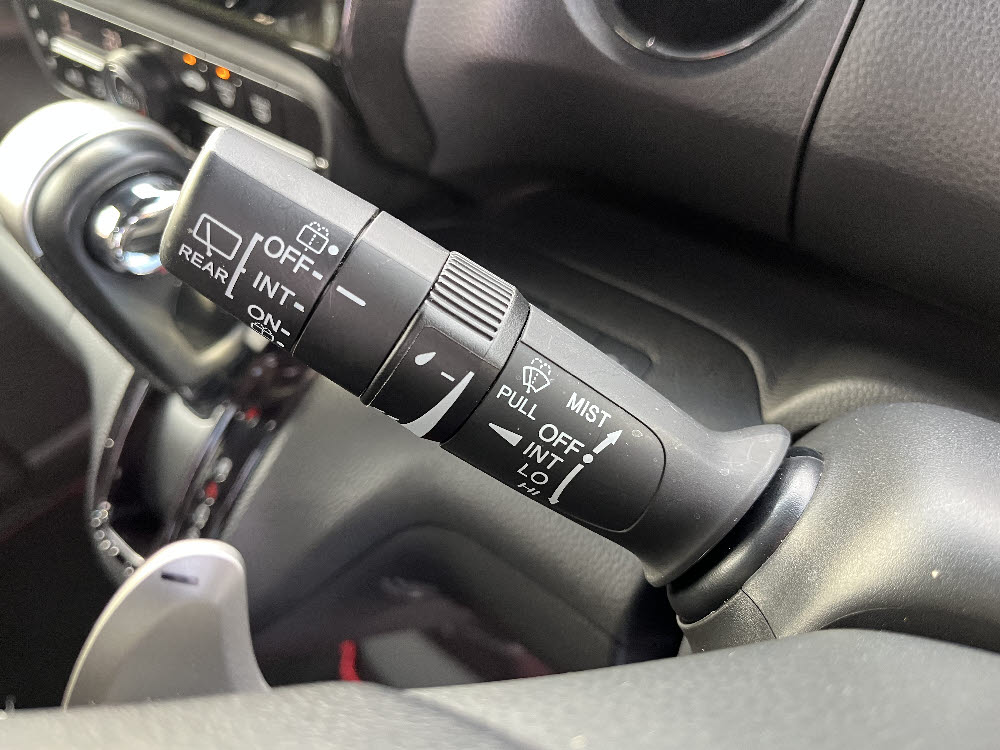 REAR
OFF
INT
ON
PULL
MIST
OFF
INT
LO
HI